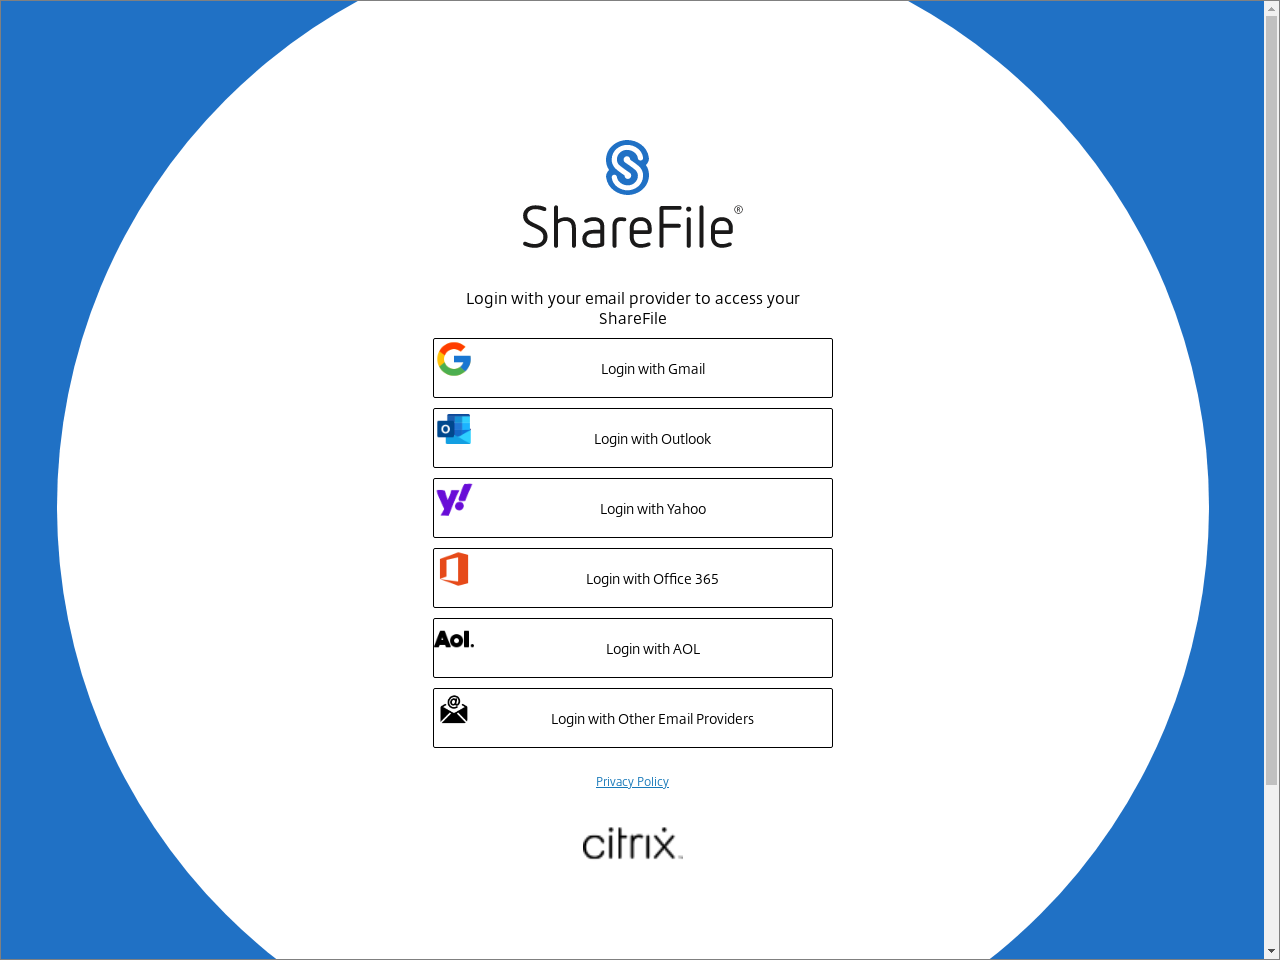 ShareFile®
Login with your email provider to access your
ShareFile
Login with Gmail
Login with Outlook
Login with Yahoo
Login with Office 365
Aol.
Login with AOL
Login with Other Email Providers
Privacy Policy
citrix